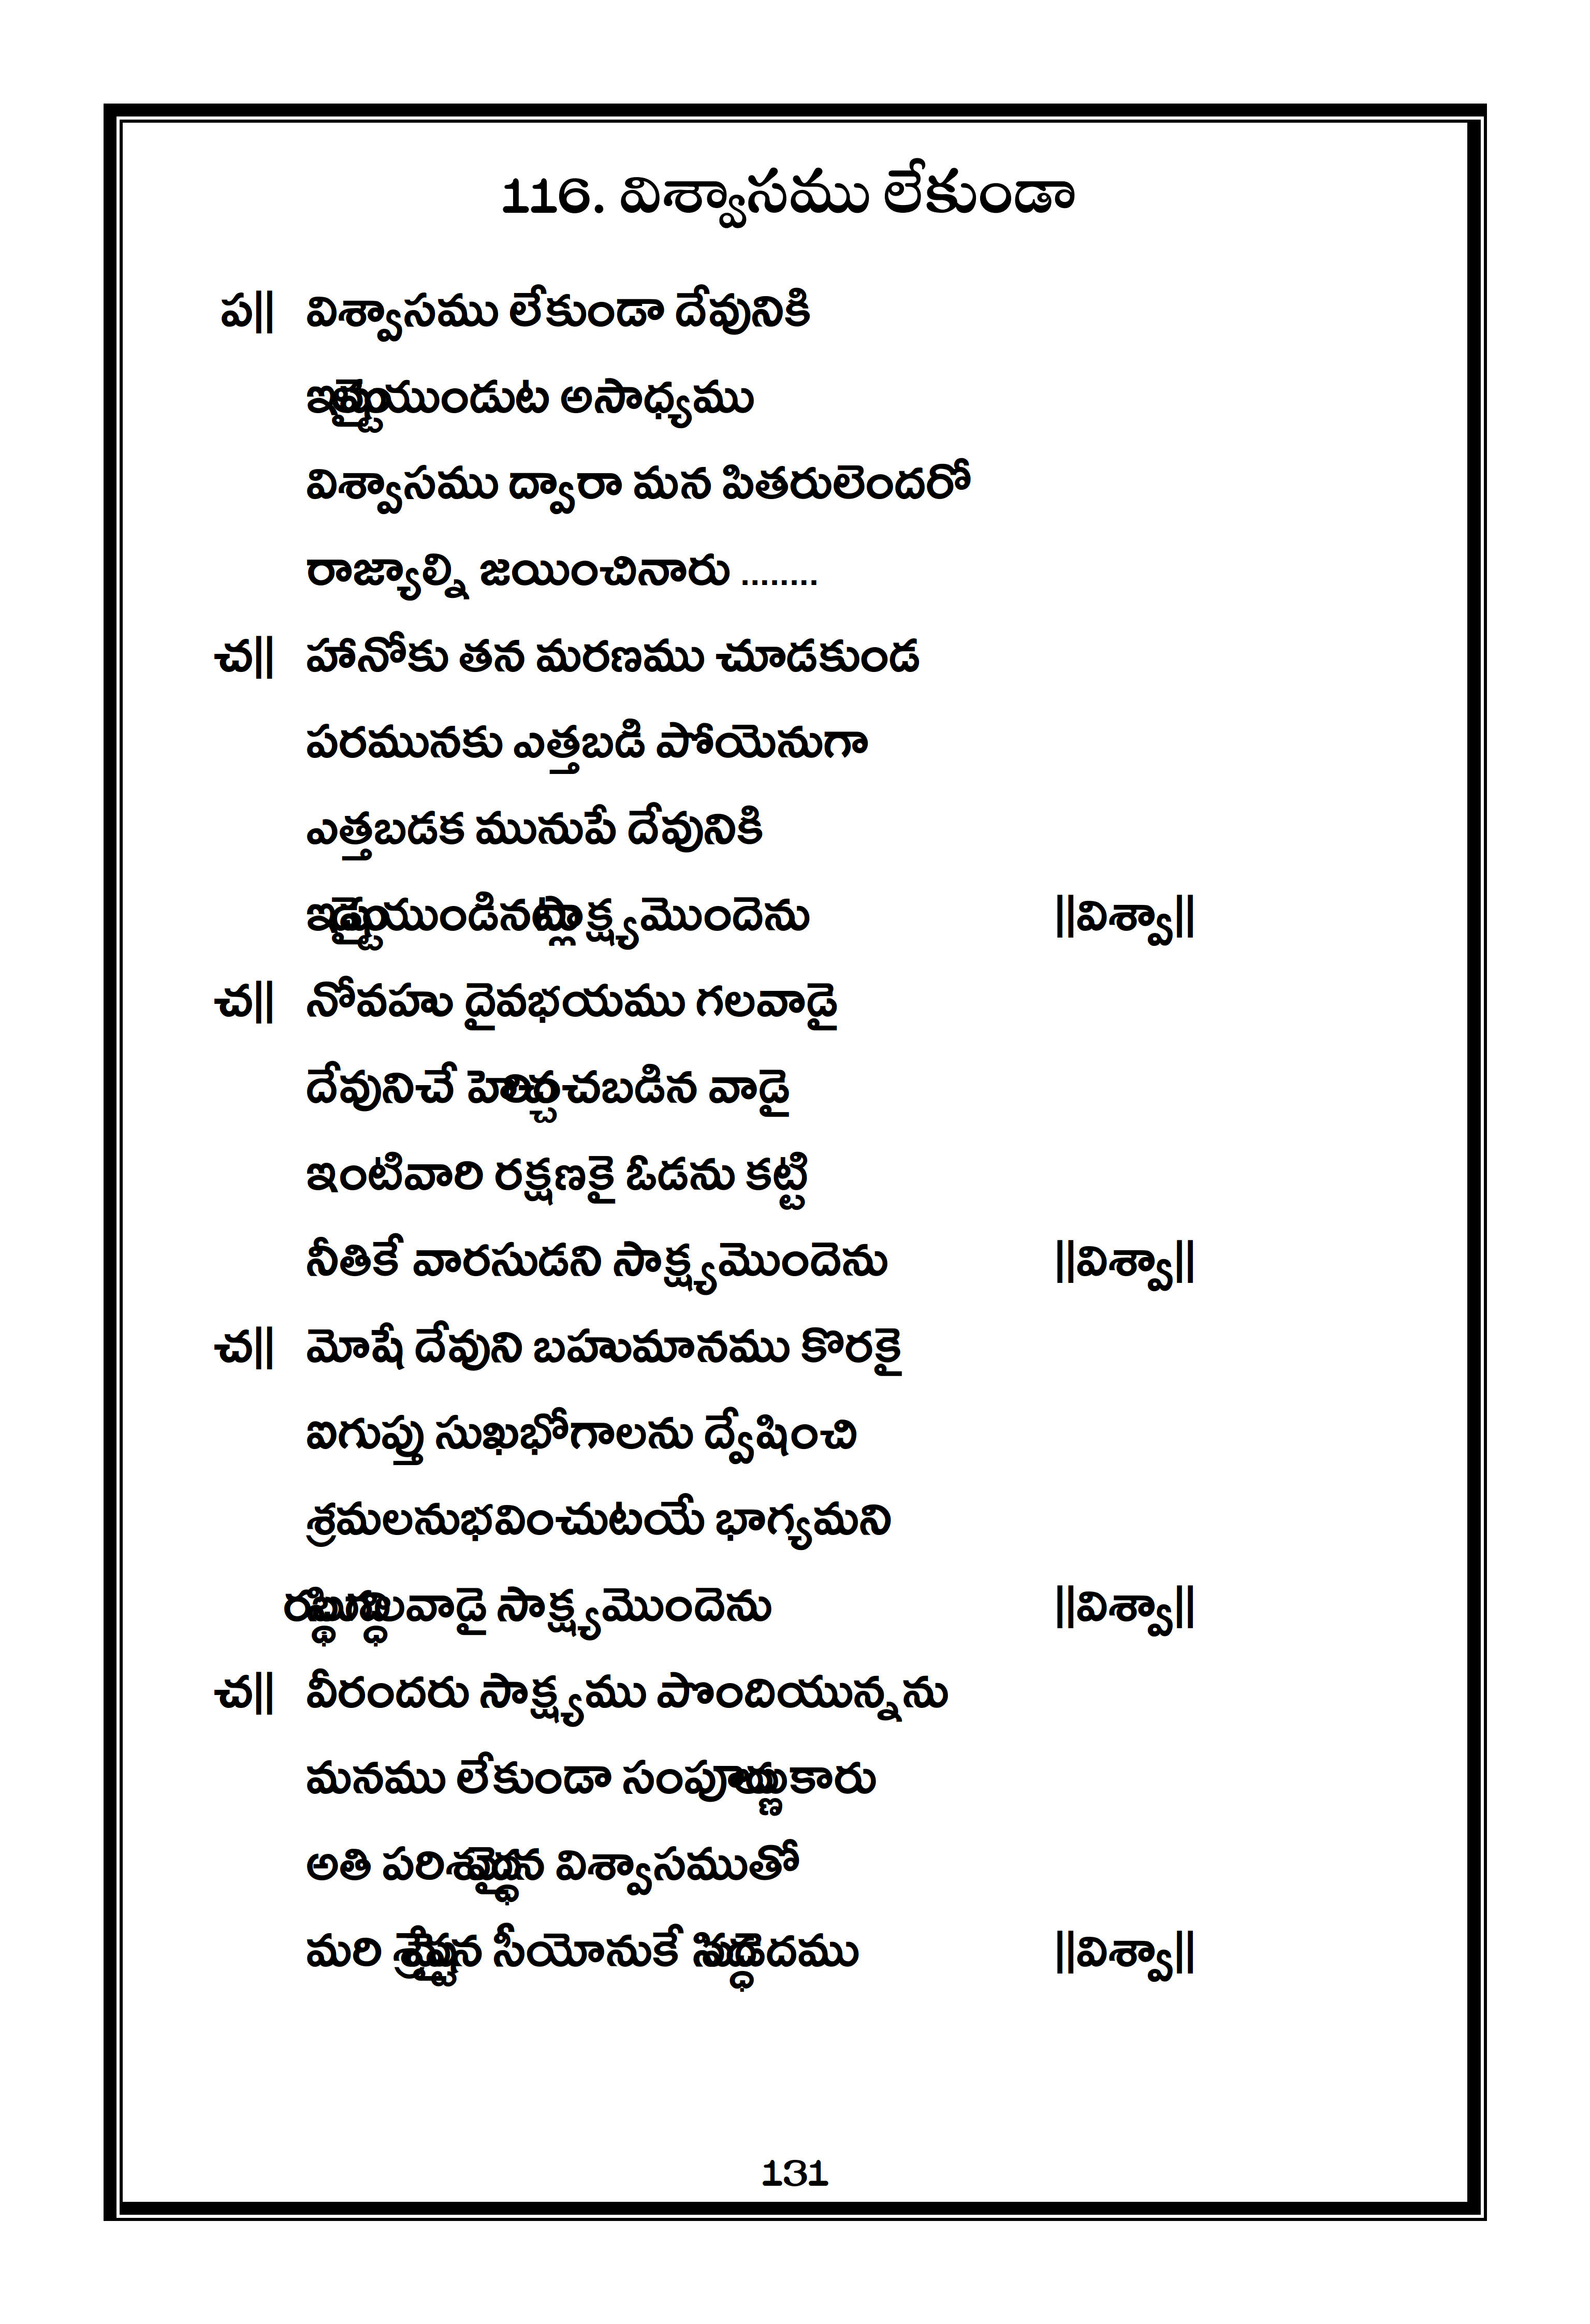 116. విశ్వాసము లేకుండా
ప|| విశ్వాసము లేకుండా దేవునికి
ఇష్టులైయుండుట అసాధ్యము
విశ్వాసము ద్వారా మన పితరులెందరో
రాజ్యాల్ని జయించినారు ........
చ|| హానోకు తన మరణము చూడకుండ
పరమునకు ఎత్తబడి పోయెనుగా
ఎత్తబడక మునుపే దేవునికి
ఇష్టుడైయుండినట్లు సాక్ష్యమొందెను ||విశ్వా||
చ|| నోవహు దైవభయము గలవాడై
దేవునిచే హెచ్చించబడిన వాడై
ఇంటివారి రక్షణకై ఓడను కట్టి
నీతికే వారసుడని సాక్ష్యమొందెను ||విశ్వా||
చ|| మోషే దేవుని బహుమానము కొరకై
ఐగుప్తు సుఖభోగాలను ద్వేషించి
శ్రమలనుభవించుటయే భాగ్యమని
స్థిరబుద్ధిగలవాడై సాక్ష్యమొందెను ||విశ్వా||
చ|| వీరందరు సాక్ష్యము పొందియున్నను
మనము లేకుండా సంపూర్ణులు కారు
అతి పరిశుద్ధమైన విశ్వాసముతో
మరి శ్రేష్టమైన సీయోనుకే సిద్ధపడెదము ||విశ్వా||
131